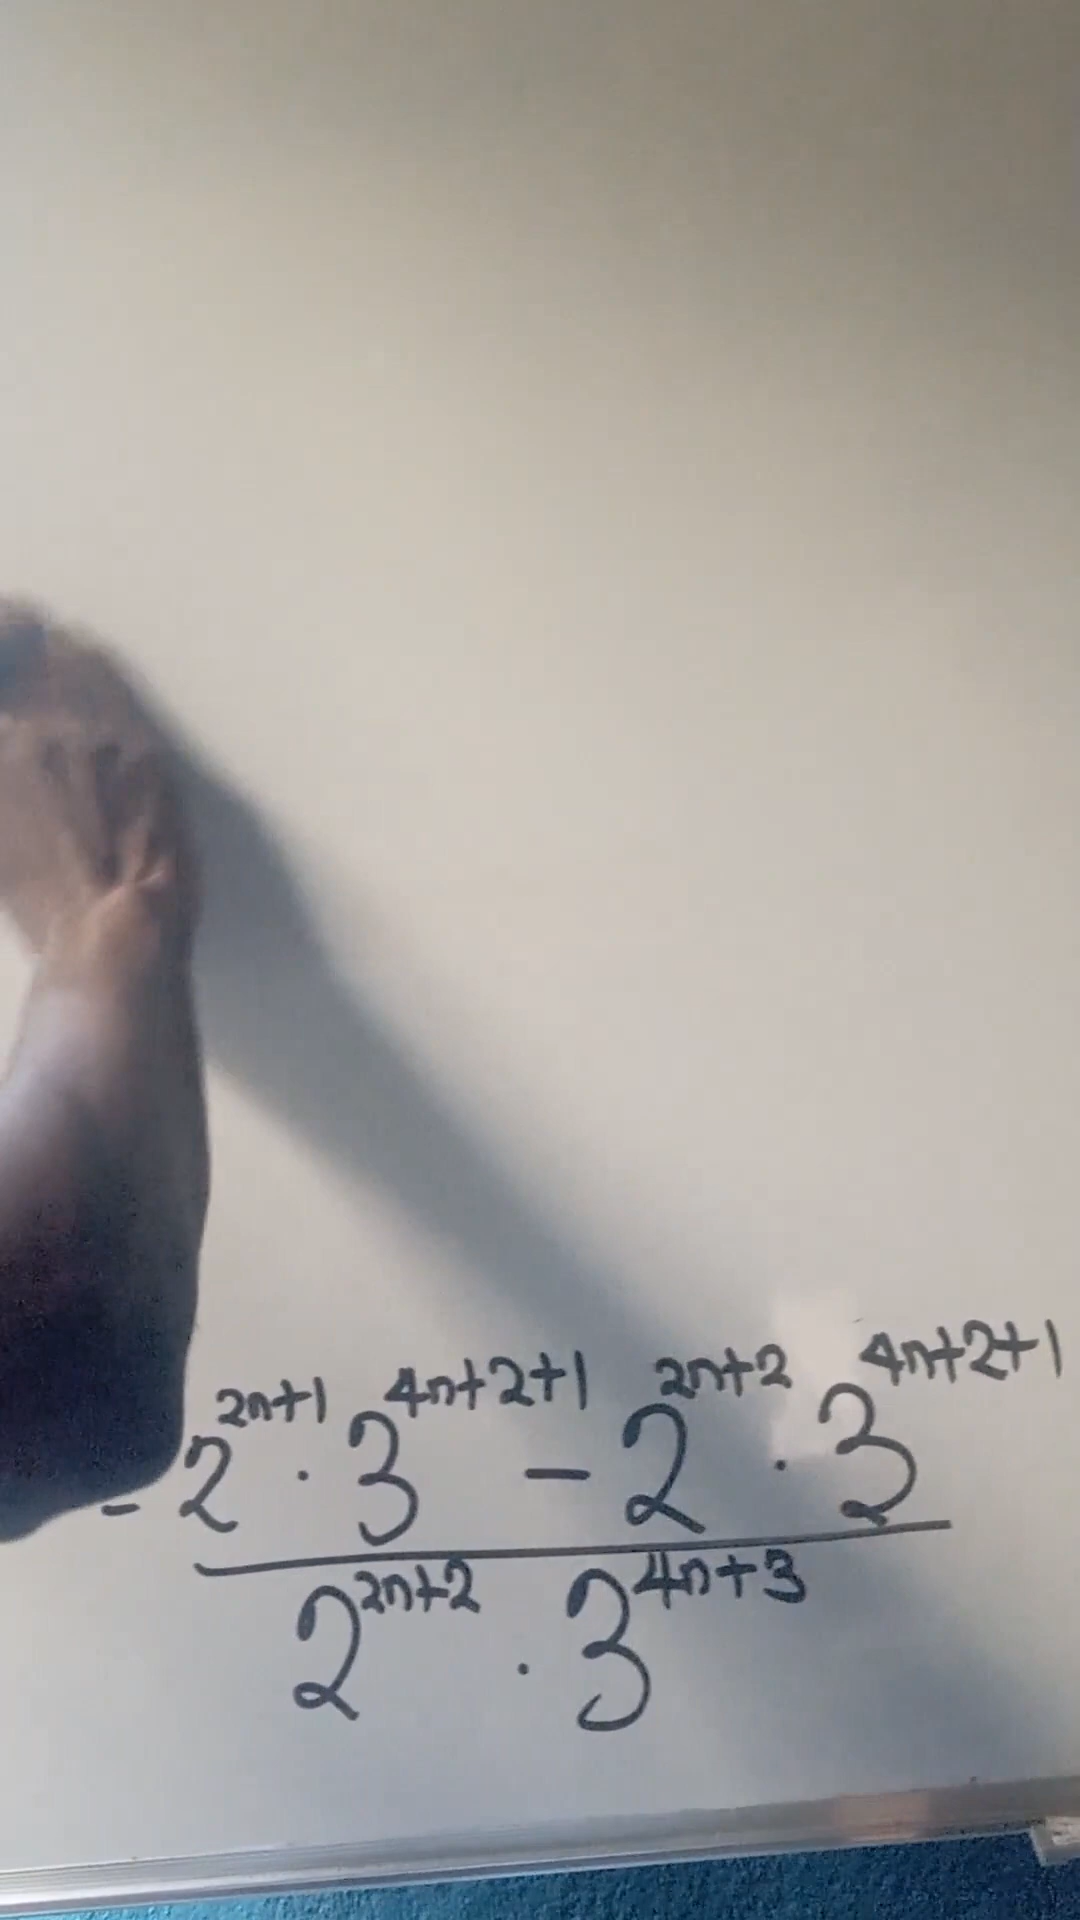 - 2^{2n+1} · 3^{4n+2+1} - 2^{2n+2} · 3^{4n+2+1}
2^{2n+2} · 3^{4n+3}